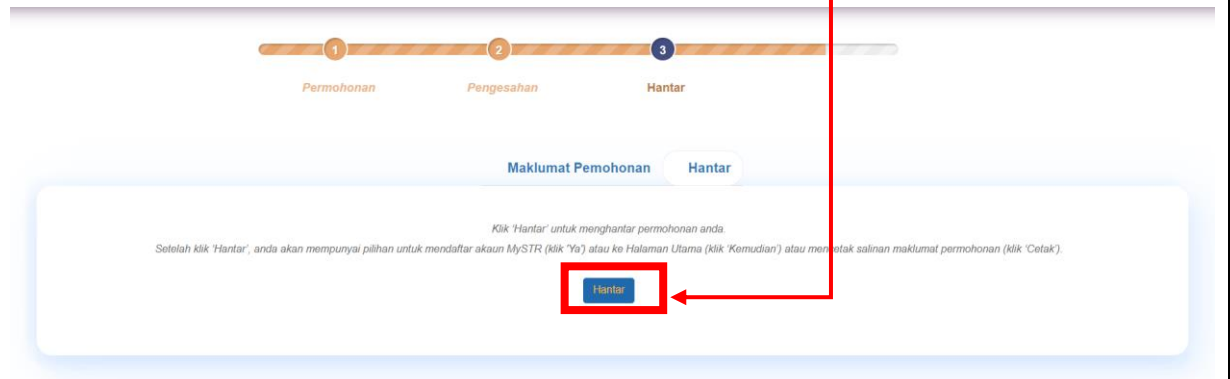 1 2 3
Permohonan Pengesahan Hantar
Maklumat Pemohonan Hantar
Klik 'Hantar' untuk menghantar permohonan anda.
Setelah klik 'Hantar', anda akan mempunyai pilihan untuk mendaftar akaun MySTR (klik 'Ya') atau ke Halaman Utama (klik 'Kemudian') atau mencetak salinan maklumat permohonan (klik 'Cetak').
Hantar